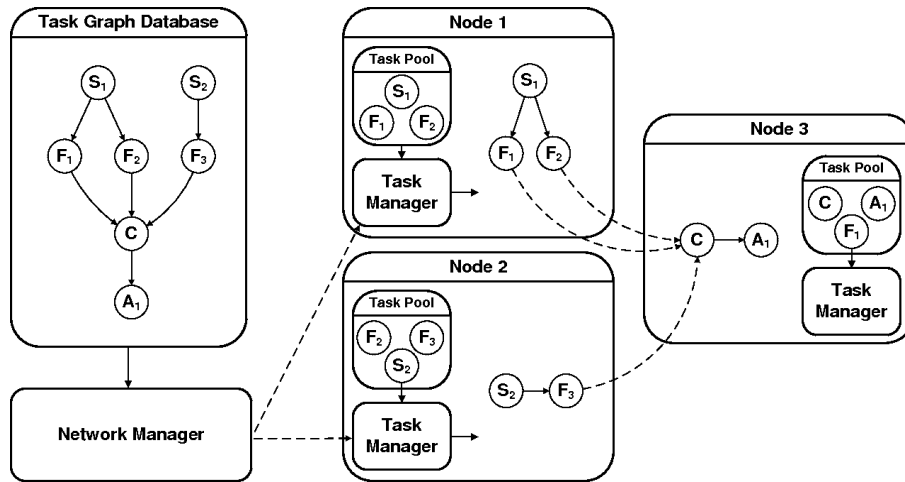 Task Graph Database
S1
S2
F1
F2
F3
C
A1
Network Manager
Node 1
Task Pool
S1
F1
F2
Task
Manager
S1
F1
F2
Node 2
Task Pool
F2
F3
S2
Task
Manager
S2
F3
Node 3
Task Pool
C
A1
F1
Task
Manager
C
A1